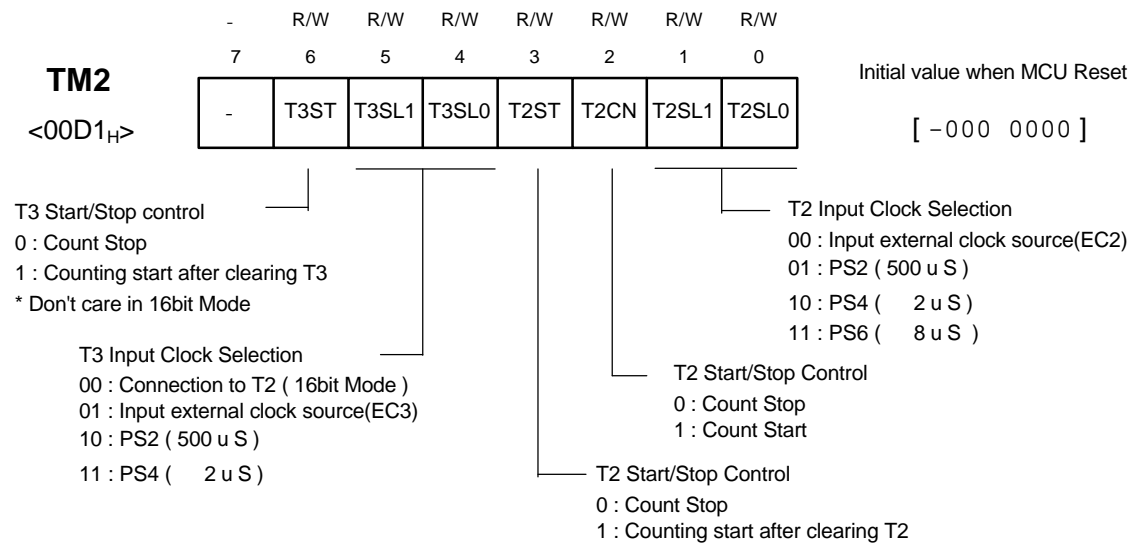 - R/W R/W R/W R/W R/W R/W R/W
7 6 5 4 3 2 1 0
TM2
Initial value when MCU Reset
- T3ST T3SL1 T3SL0 T2ST T2CN T2SL1 T2SL0
<00D1H>
[ -000 0000 ]
T3 Start/Stop control
0 : Count Stop
1 : Counting start after clearing T3
* Don't care in 16bit Mode
T2 Input Clock Selection
00 : Input external clock source(EC2)
01 : PS2 ( 500 u S )
10 : PS4 ( 2 u S )
11 : PS6 ( 8 u S )
T3 Input Clock Selection
00 : Connection to T2 ( 16bit Mode )
01 : Input external clock source(EC3)
10 : PS2 ( 500 u S )
11 : PS4 ( 2 u S )
T2 Start/Stop Control
0 : Count Stop
1 : Count Start
T2 Start/Stop Control
0 : Count Stop
1 : Counting start after clearing T2